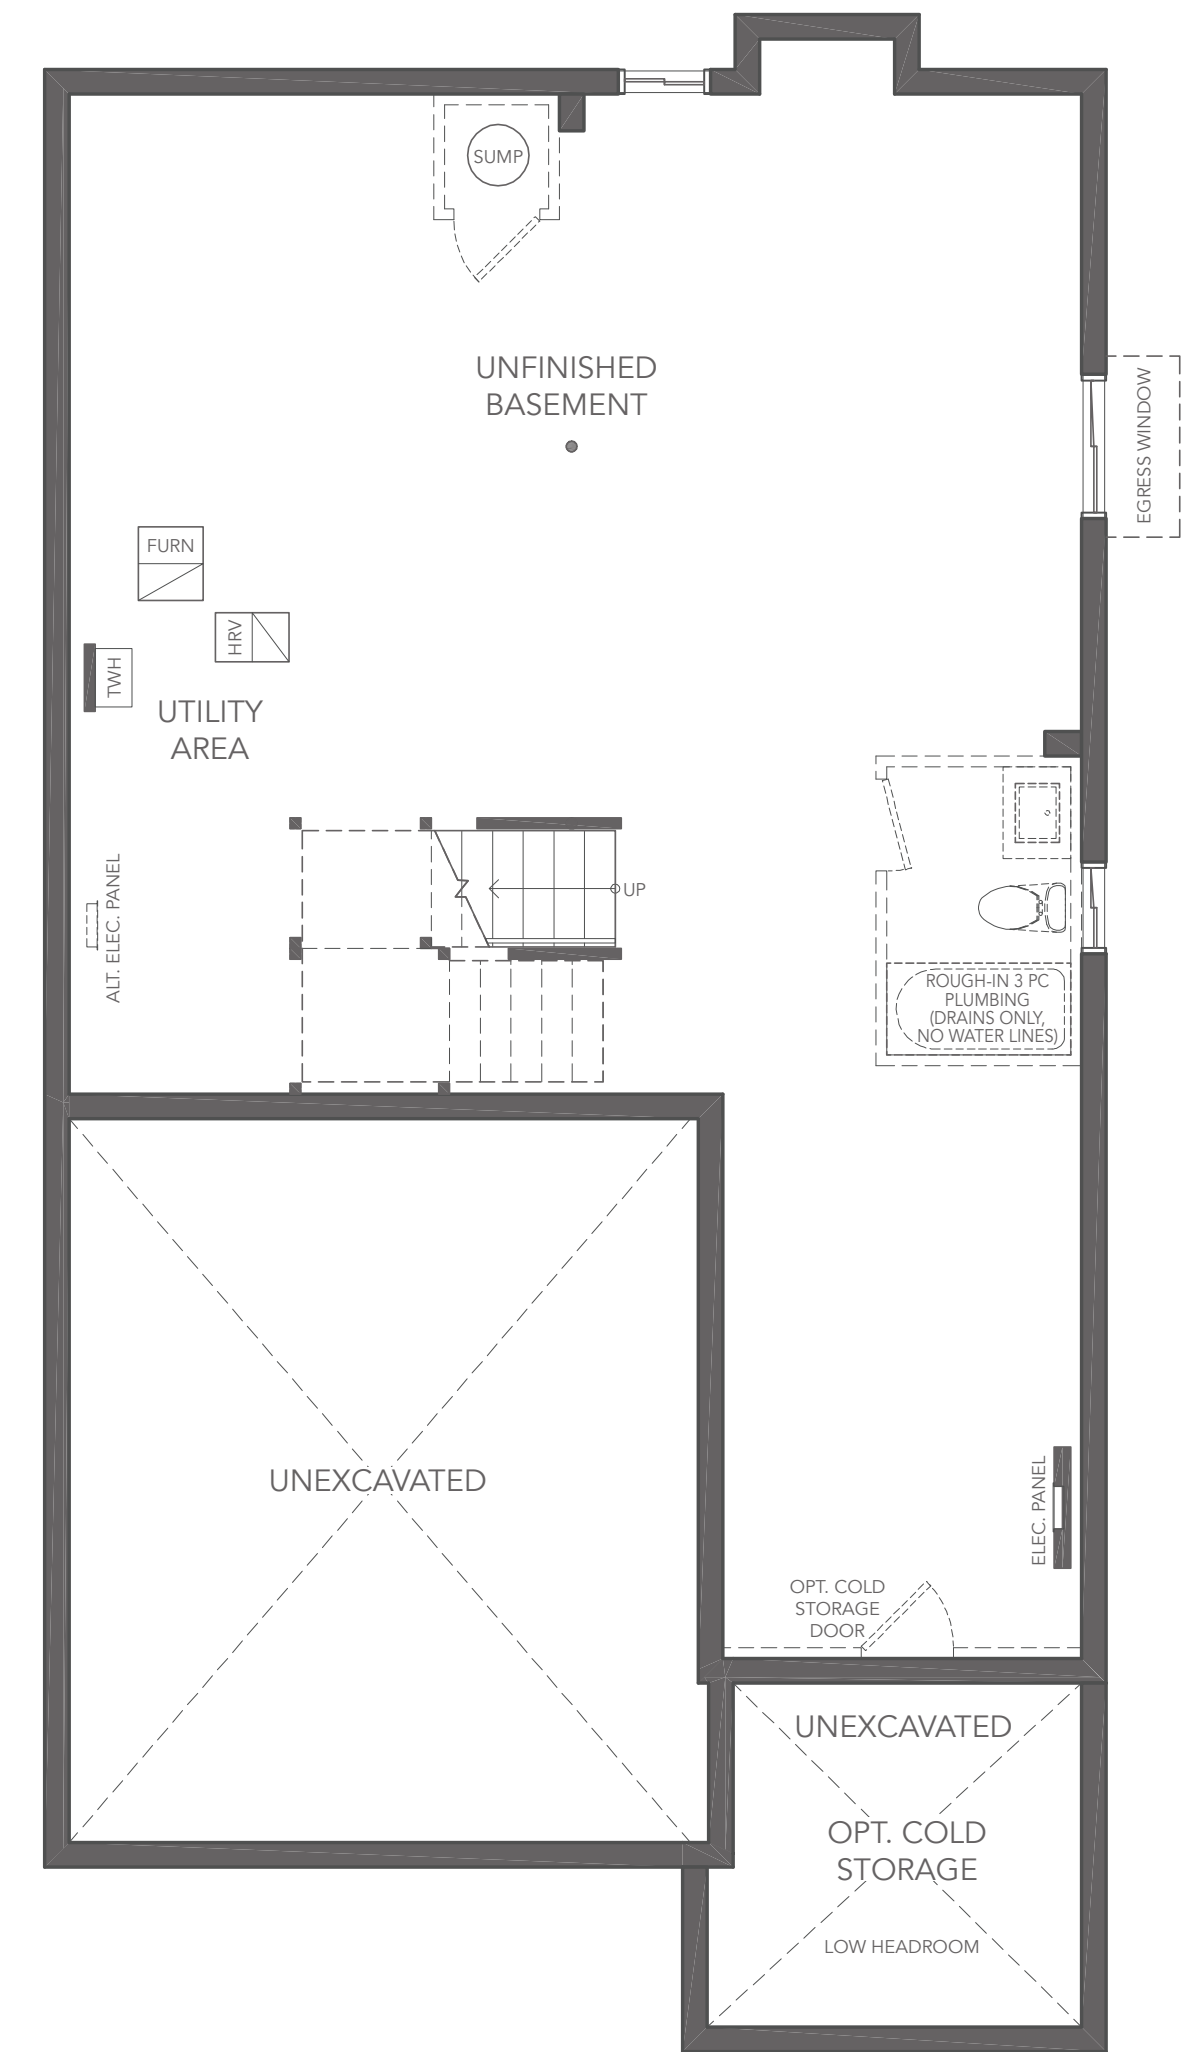 SUMP
UNFINISHED
BASEMENT
EGRESS WINDOW
FURN
HRV
TWH
UTILITY
AREA
UP
ALT. ELEC. PANEL
ROUGH-IN 3 PC
PLUMBING
(DRAINS ONLY,
NO WATER LINES)
UNEXCAVATED
ELEC. PANEL
OPT. COLD
STORAGE
DOOR
UNEXCAVATED
OPT. COLD
STORAGE
LOW HEADROOM